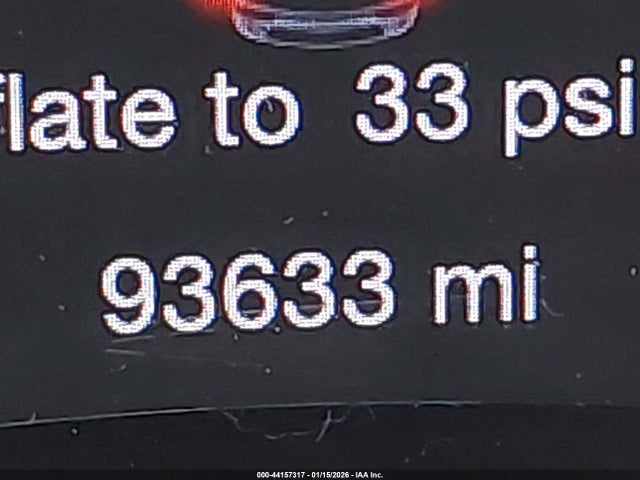 flate to 33 psi
93633 mi
000-44157317 - 01/15/2026 - IAA Inc.